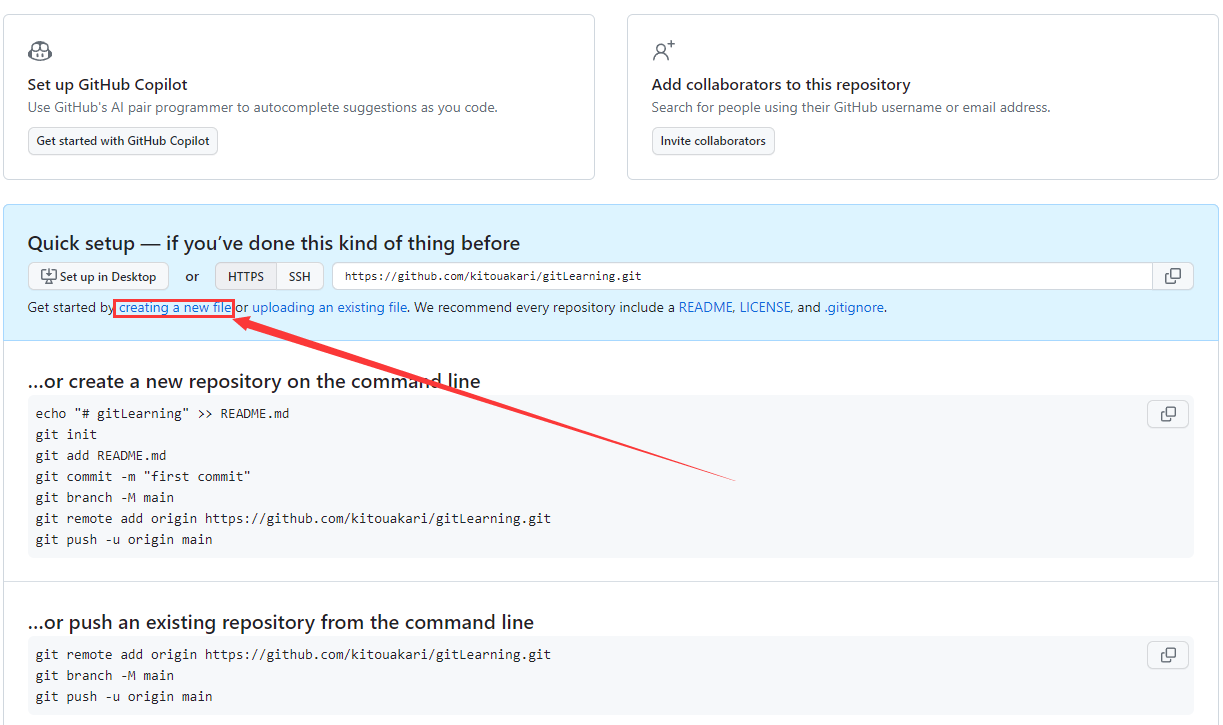 Set up GitHub Copilot
Use GitHub's AI pair programmer to autocomplete suggestions as you code.
Get started with GitHub Copilot
Add collaborators to this repository
Search for people using their GitHub username or email address.
Invite collaborators
Quick setup — if you’ve done this kind of thing before
Set up in Desktop or HTTPS SSH https://github.com/kitouakari/gitLearning.git
Get started by creating a new file or uploading an existing file. We recommend every repository include a README, LICENSE, and .gitignore.
…or create a new repository on the command line
echo "# gitLearning" >> README.md
git init
git add README.md
git commit -m "first commit"
git branch -M main
git remote add origin https://github.com/kitouakari/gitLearning.git
git push -u origin main
…or push an existing repository from the command line
git remote add origin https://github.com/kitouakari/gitLearning.git
git branch -M main
git push -u origin main